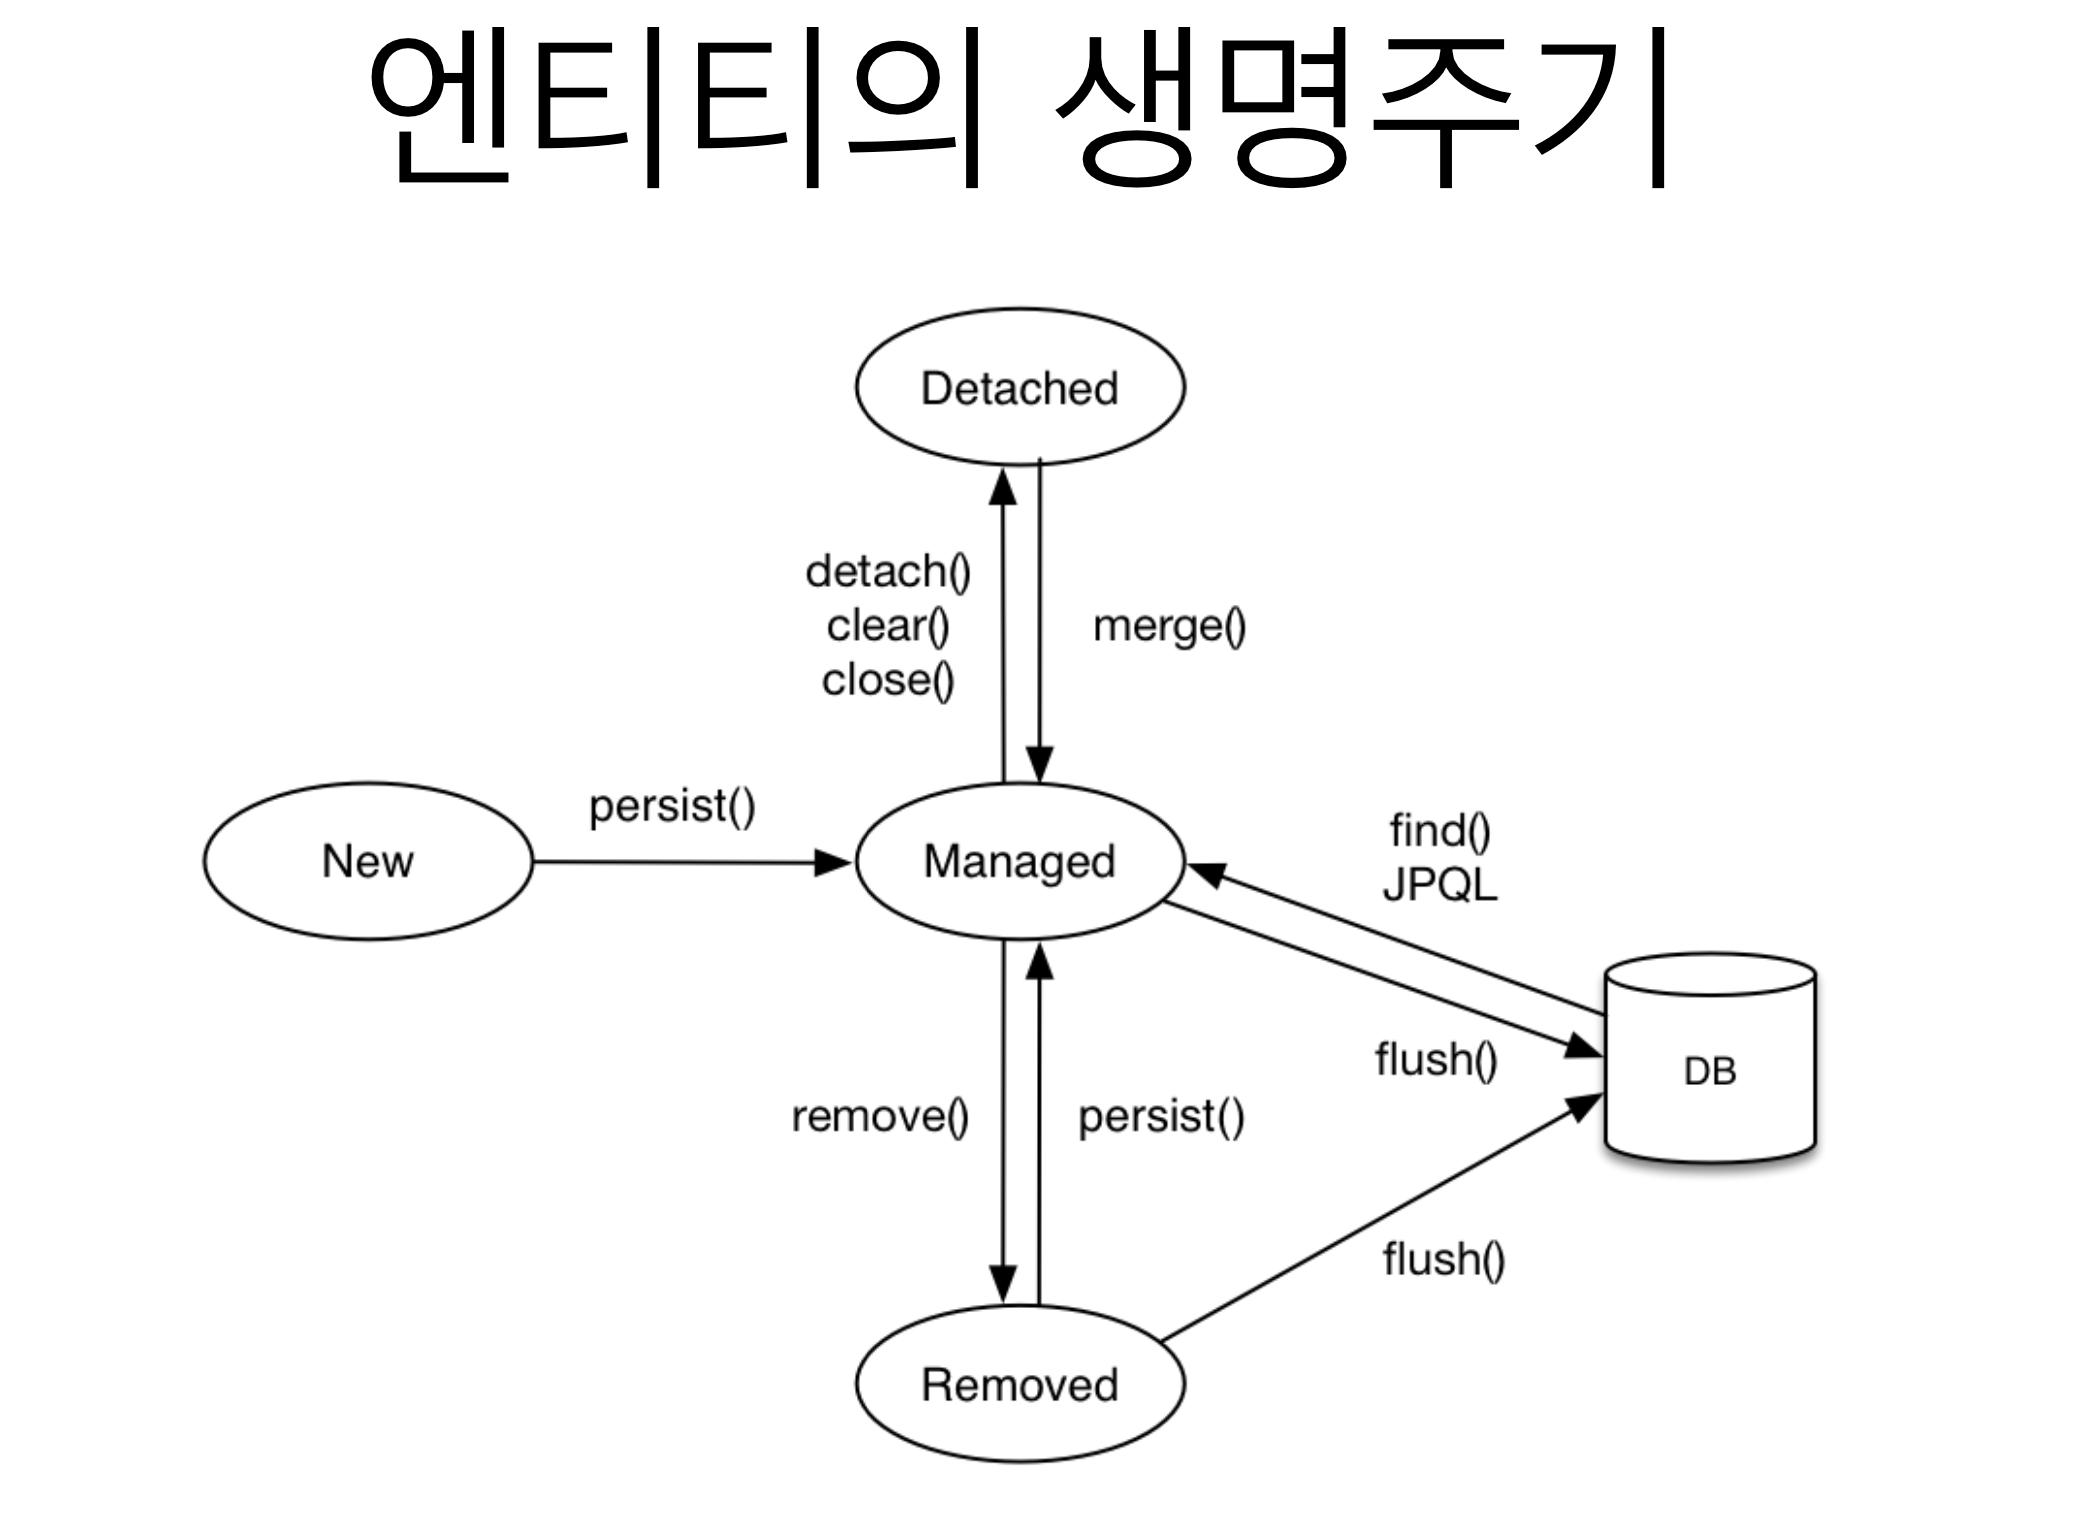 엔티티의 생명주기
Detached
detach()
clear()
close()
merge()
New
persist()
Managed
find()
JPQL
flush()
DB
remove()
persist()
flush()
Removed